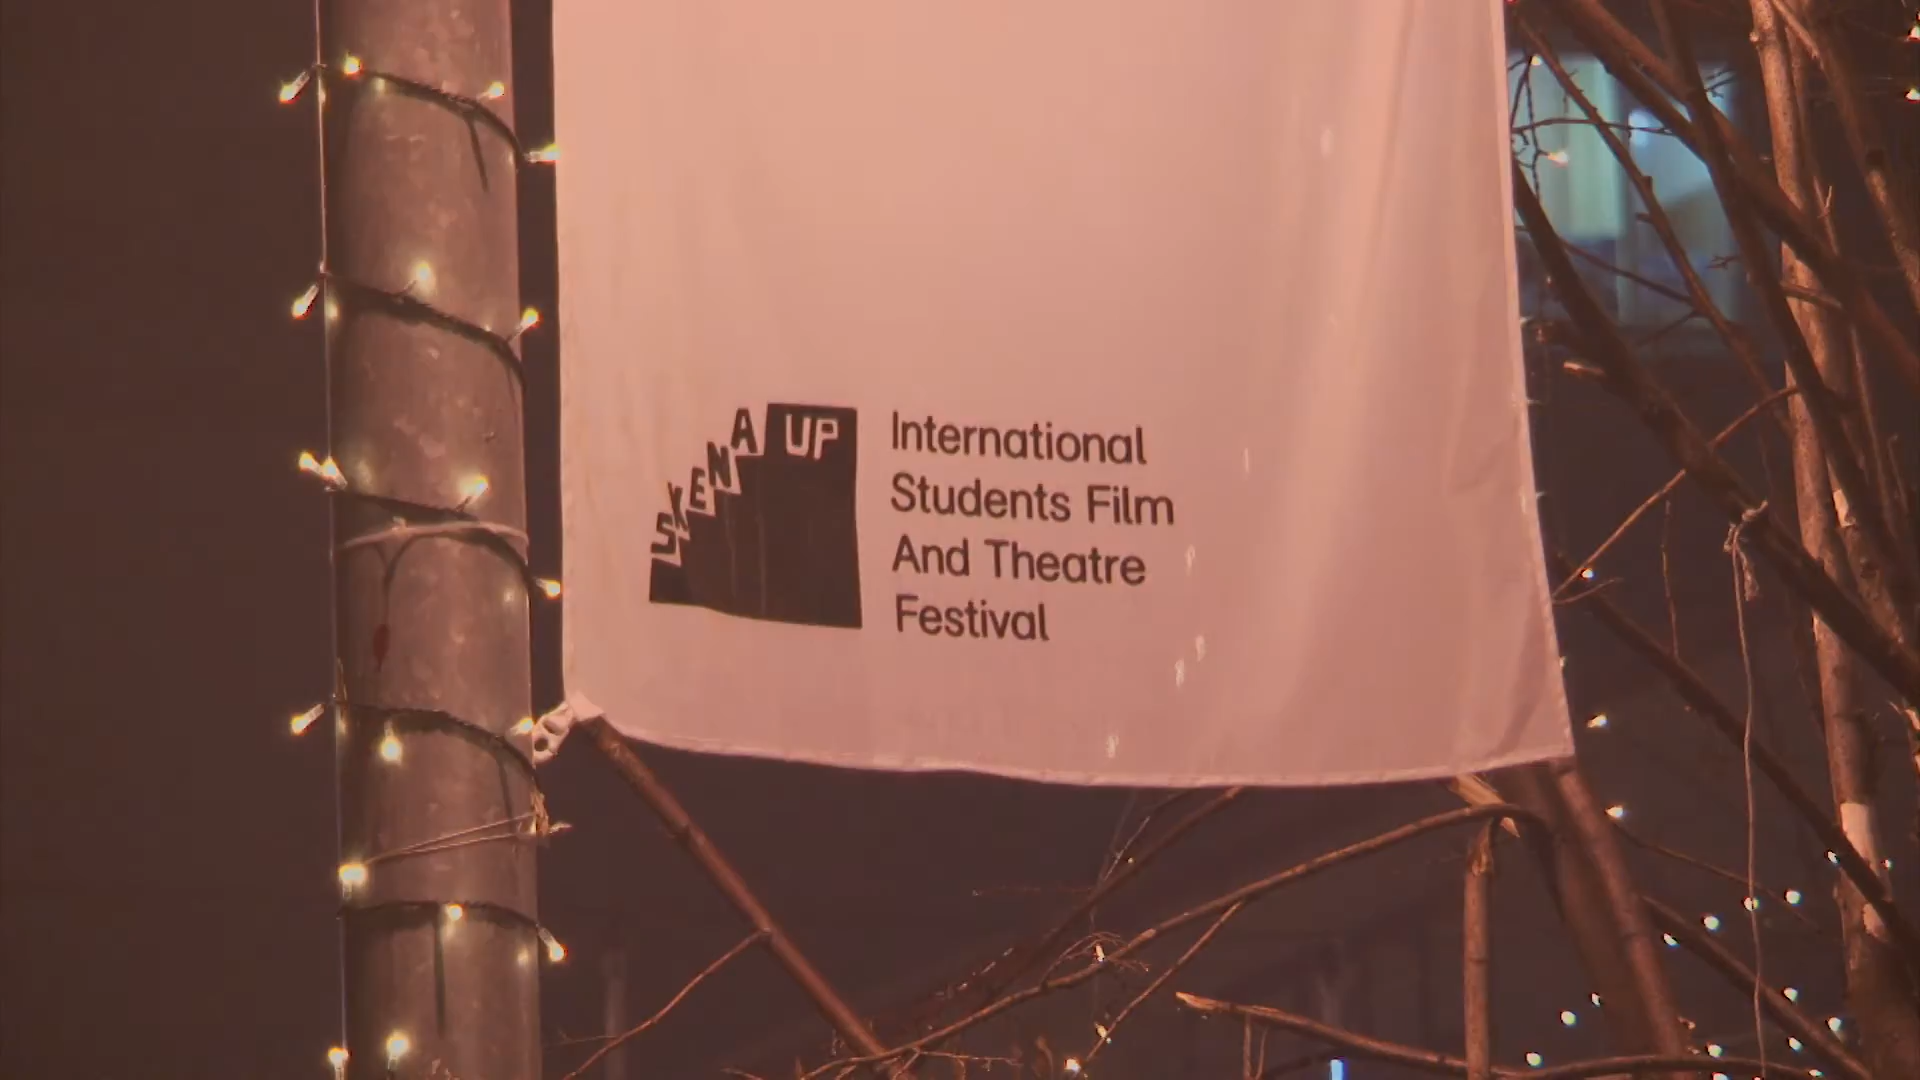 SKENA UP
International
Students Film
And Theatre
Festival